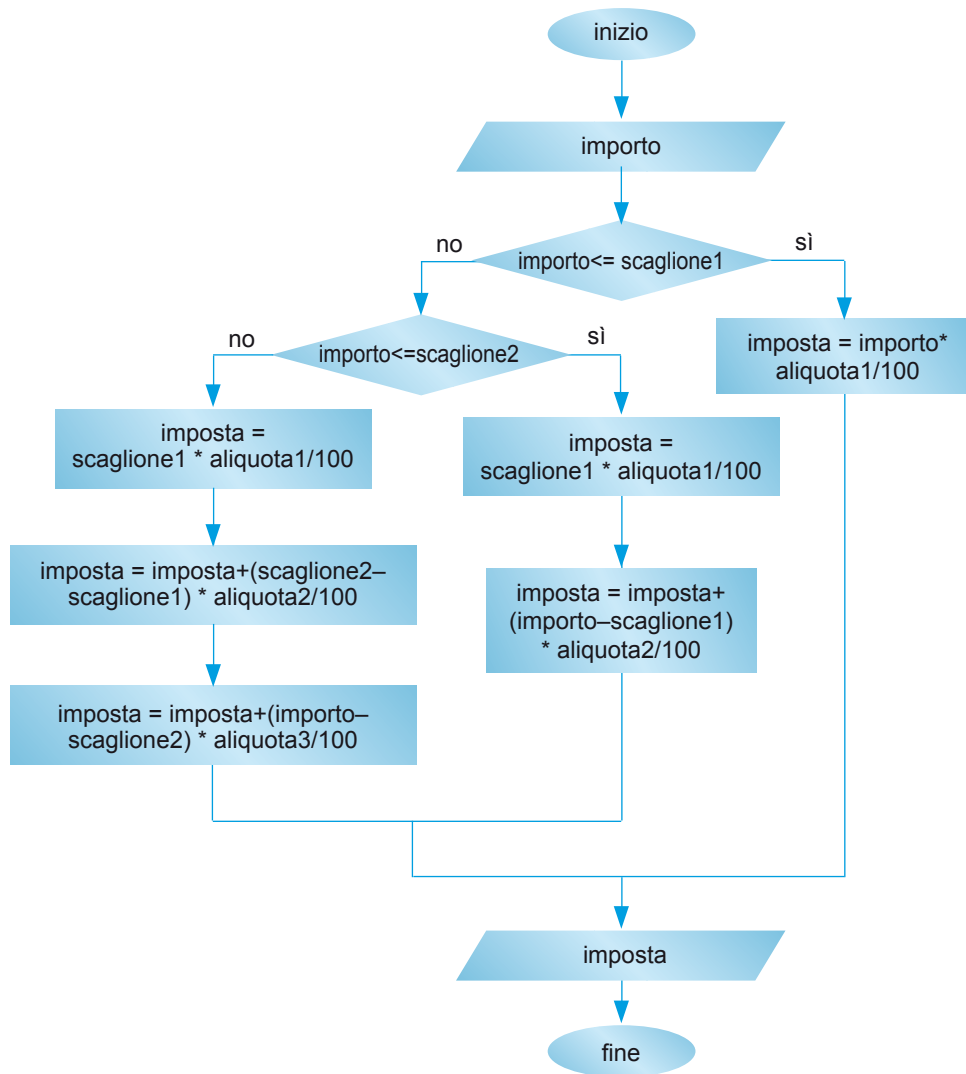 inizio
importo
importo<= scaglione1
no
sì
importo<=scaglione2
no
sì
imposta = importo*
aliquota1/100
imposta =
scaglione1 * aliquota1/100
imposta =
scaglione1 * aliquota1/100
imposta = imposta+(scaglione2–
scaglione1) * aliquota2/100
imposta = imposta+
(importo–scaglione1)
* aliquota2/100
imposta = imposta+(importo–
scaglione2) * aliquota3/100
imposta
fine